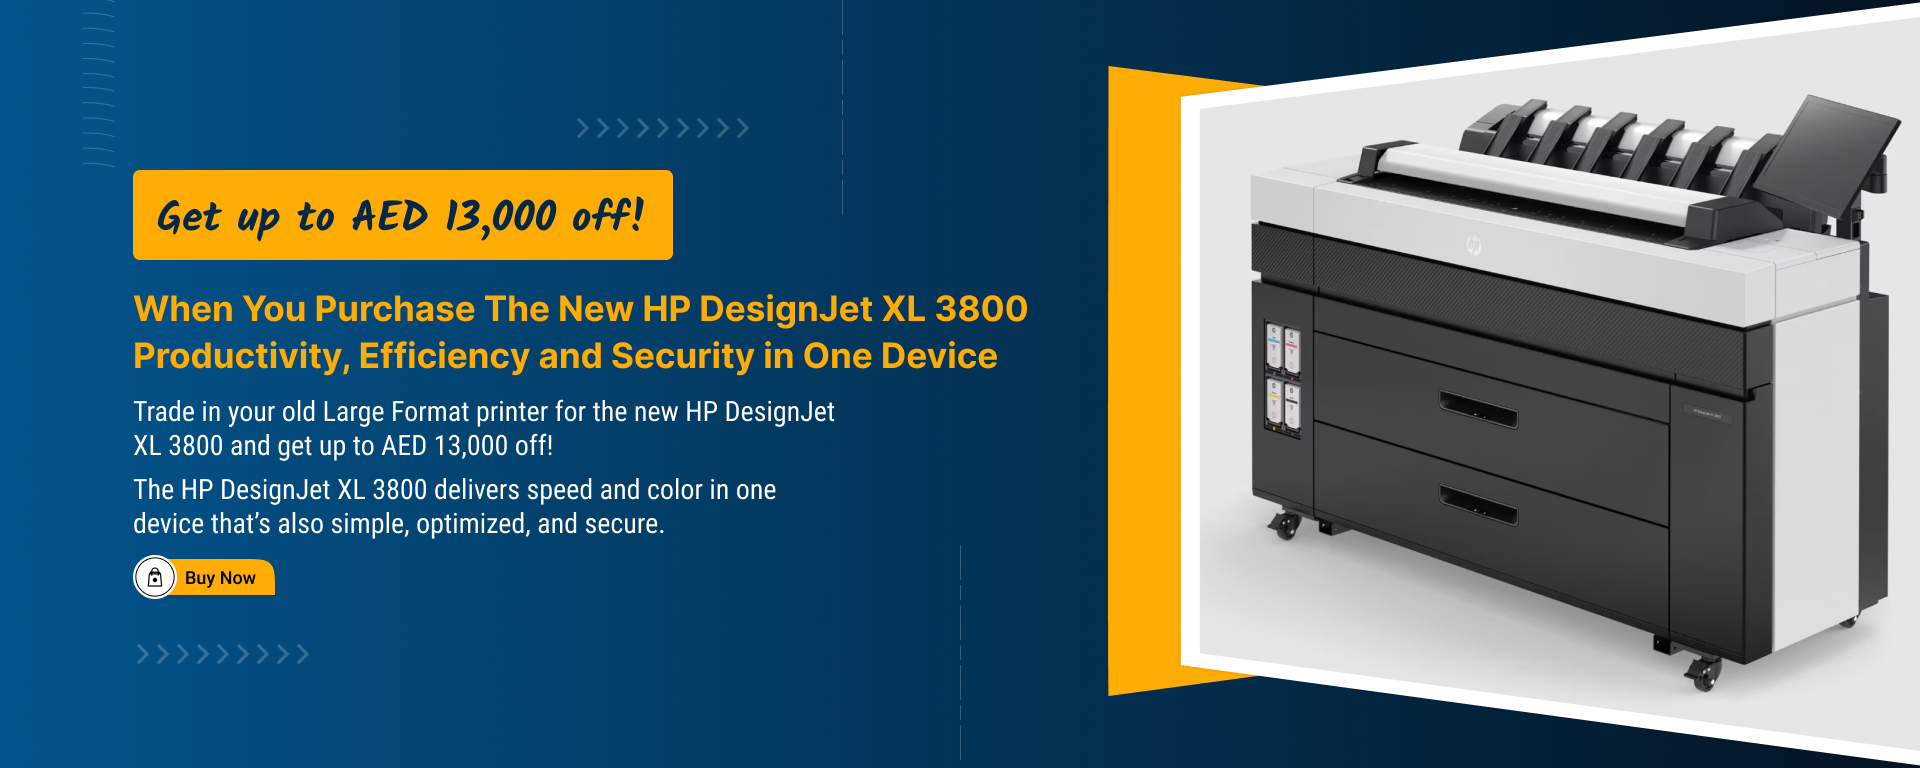 Get up to AED 13,000 off!
When You Purchase The New HP DesignJet XL 3800
Productivity, Efficiency and Security in One Device
Trade in your old Large Format printer for the new HP DesignJet
XL 3800 and get up to AED 13,000 off!
The HP DesignJet XL 3800 delivers speed and color in one
device that’s also simple, optimized, and secure.
Buy Now
hp